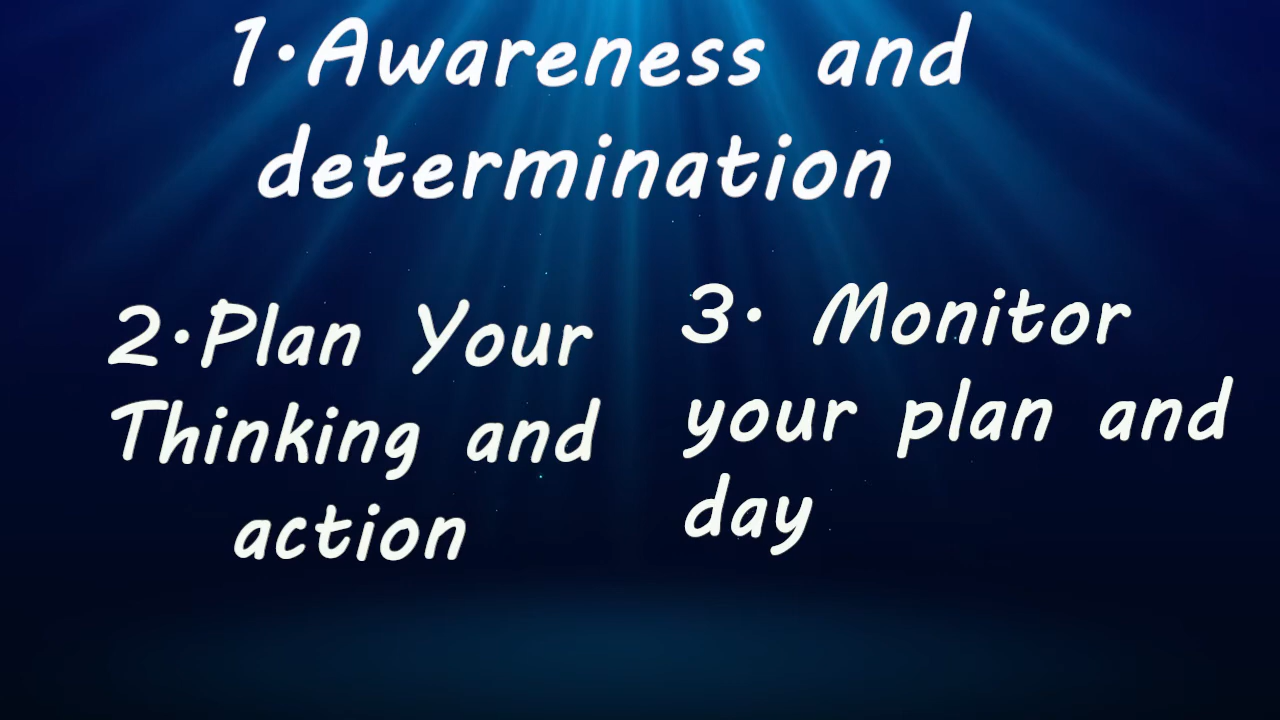 1.Awareness and
determination
2.Plan Your
Thinking and
action
3. Monitor
your plan and
day